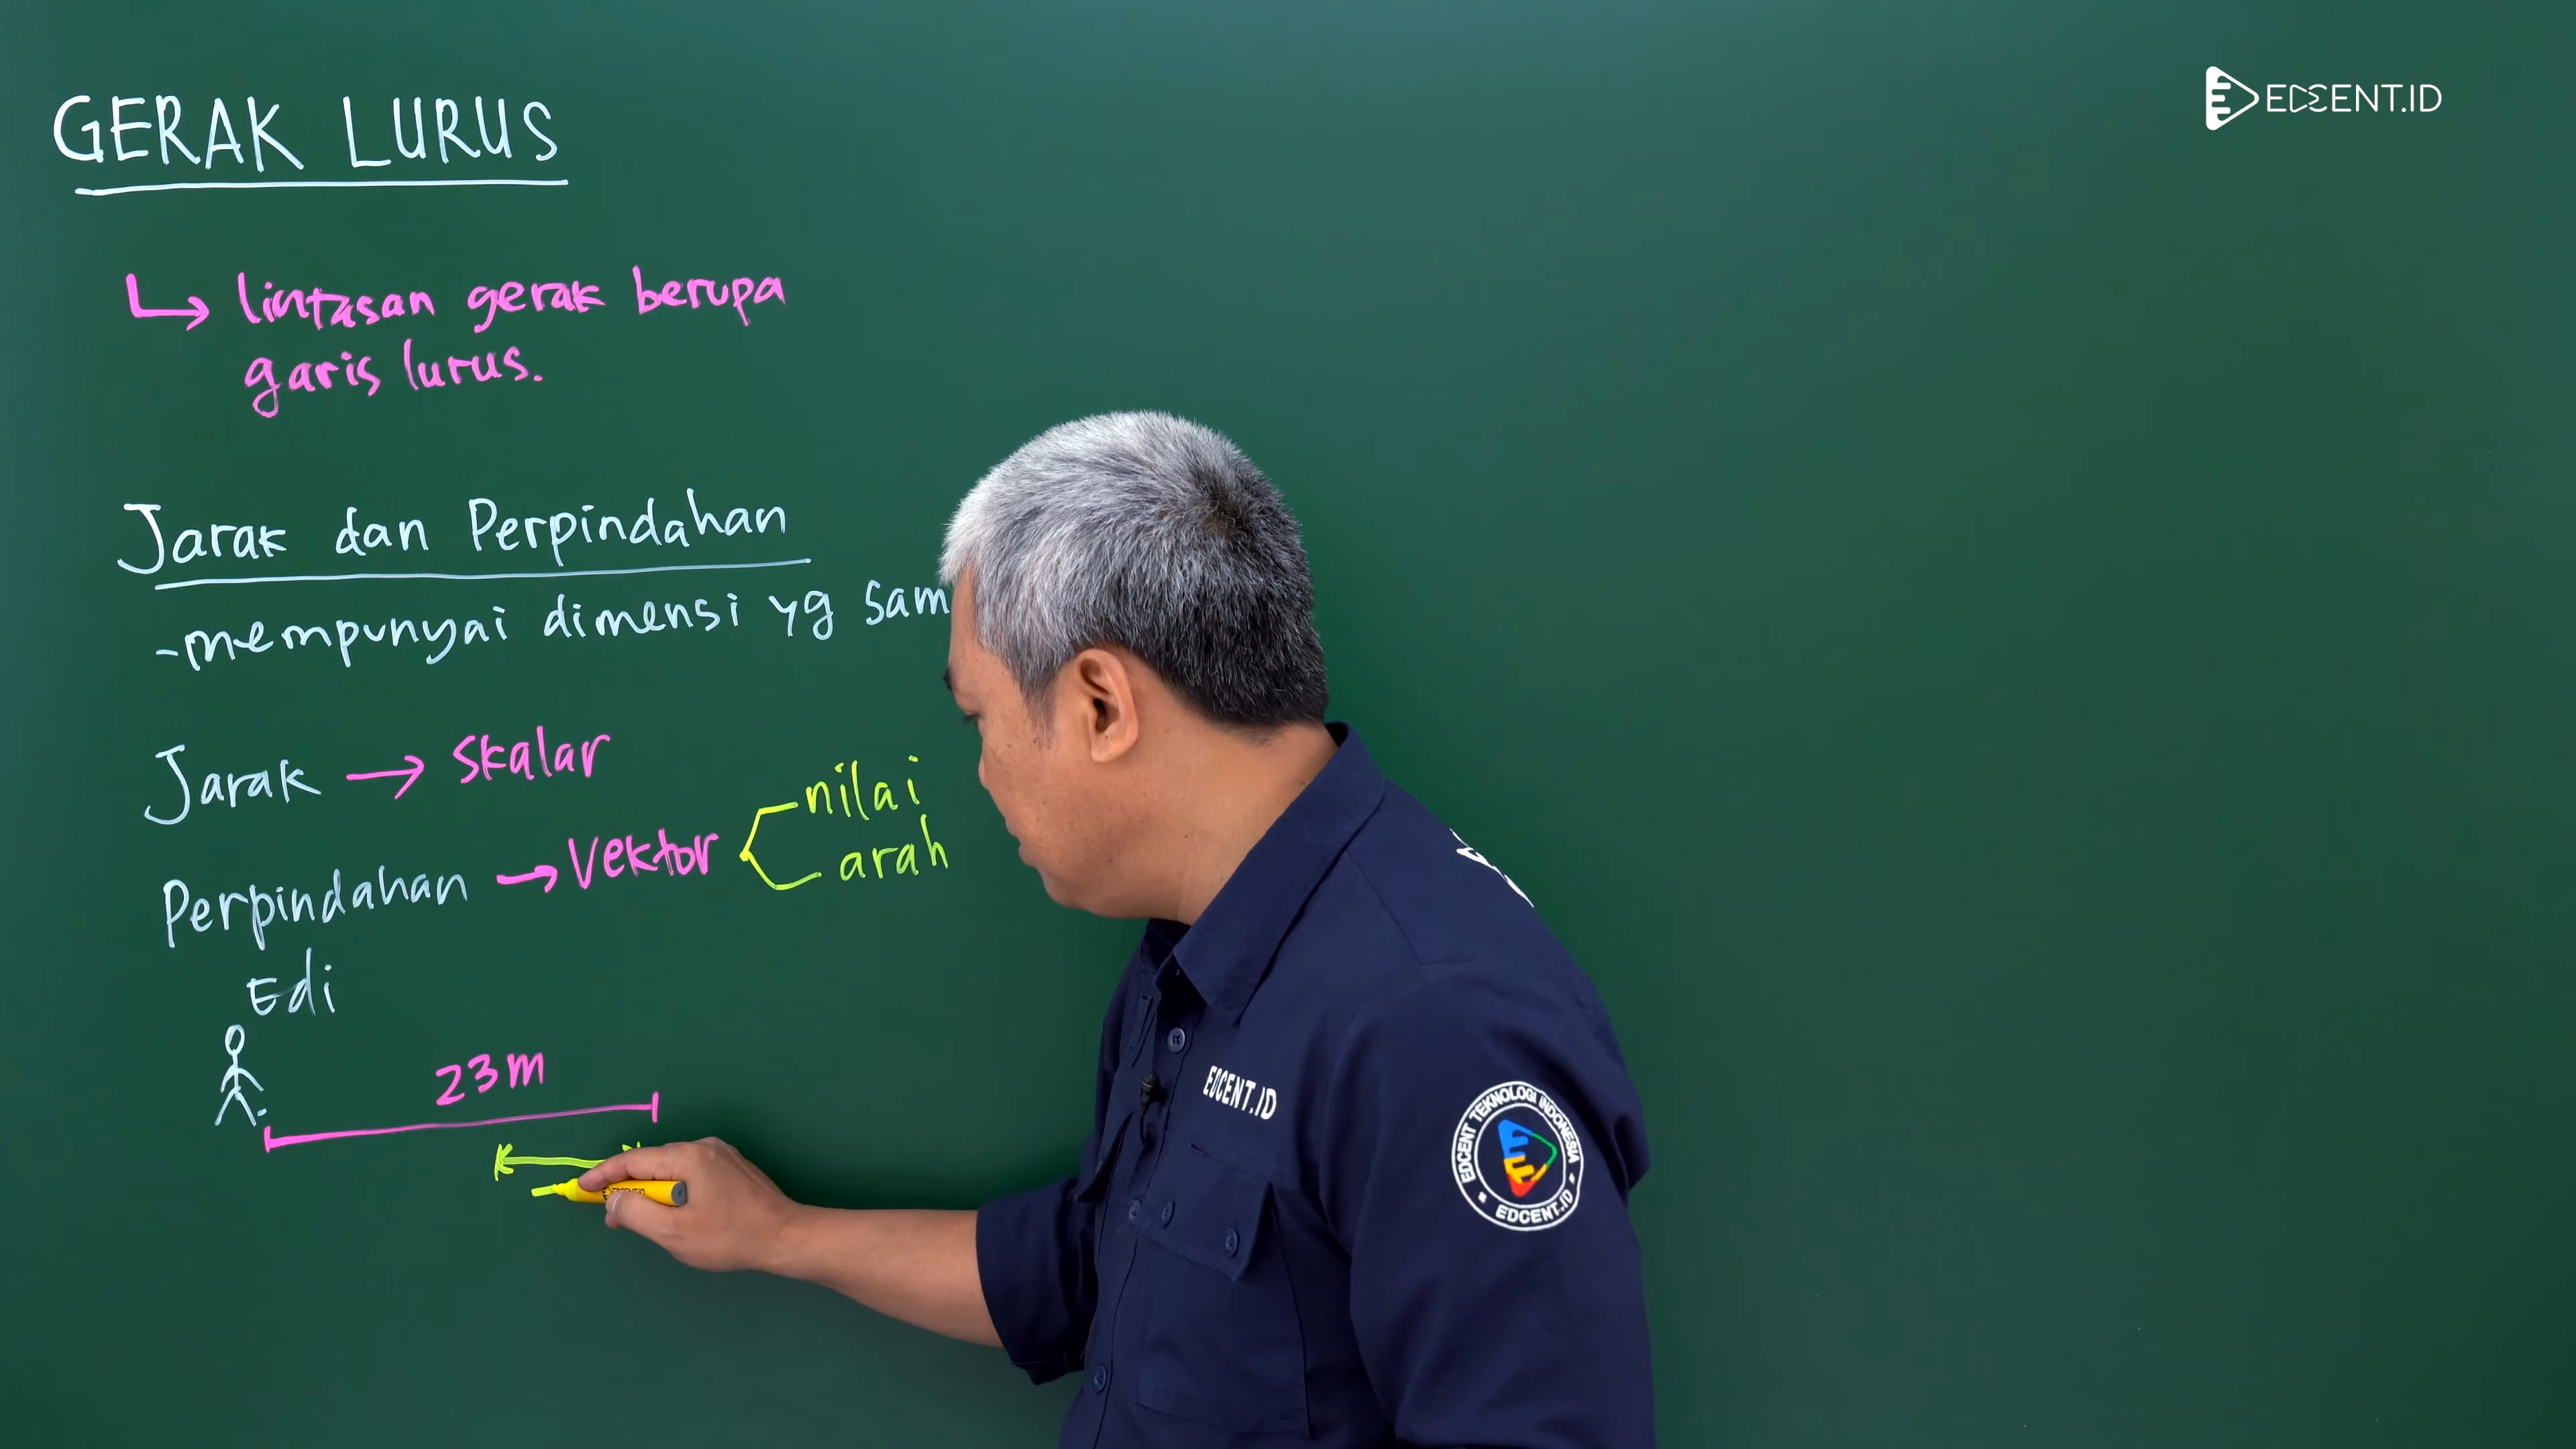 GERAK LURUS
EDCENT.ID
lintasan gerak berupa
garis lurus.
Jarak dan Perpindahan
-mempunyai dimensi yg sam
Jarak → skalar
nilai
Perpindahan → Vektor
arah
Edi
23m
EDCENT.ID
EDCENT TEKNOLOGI INDONESIA
EDCENT.ID